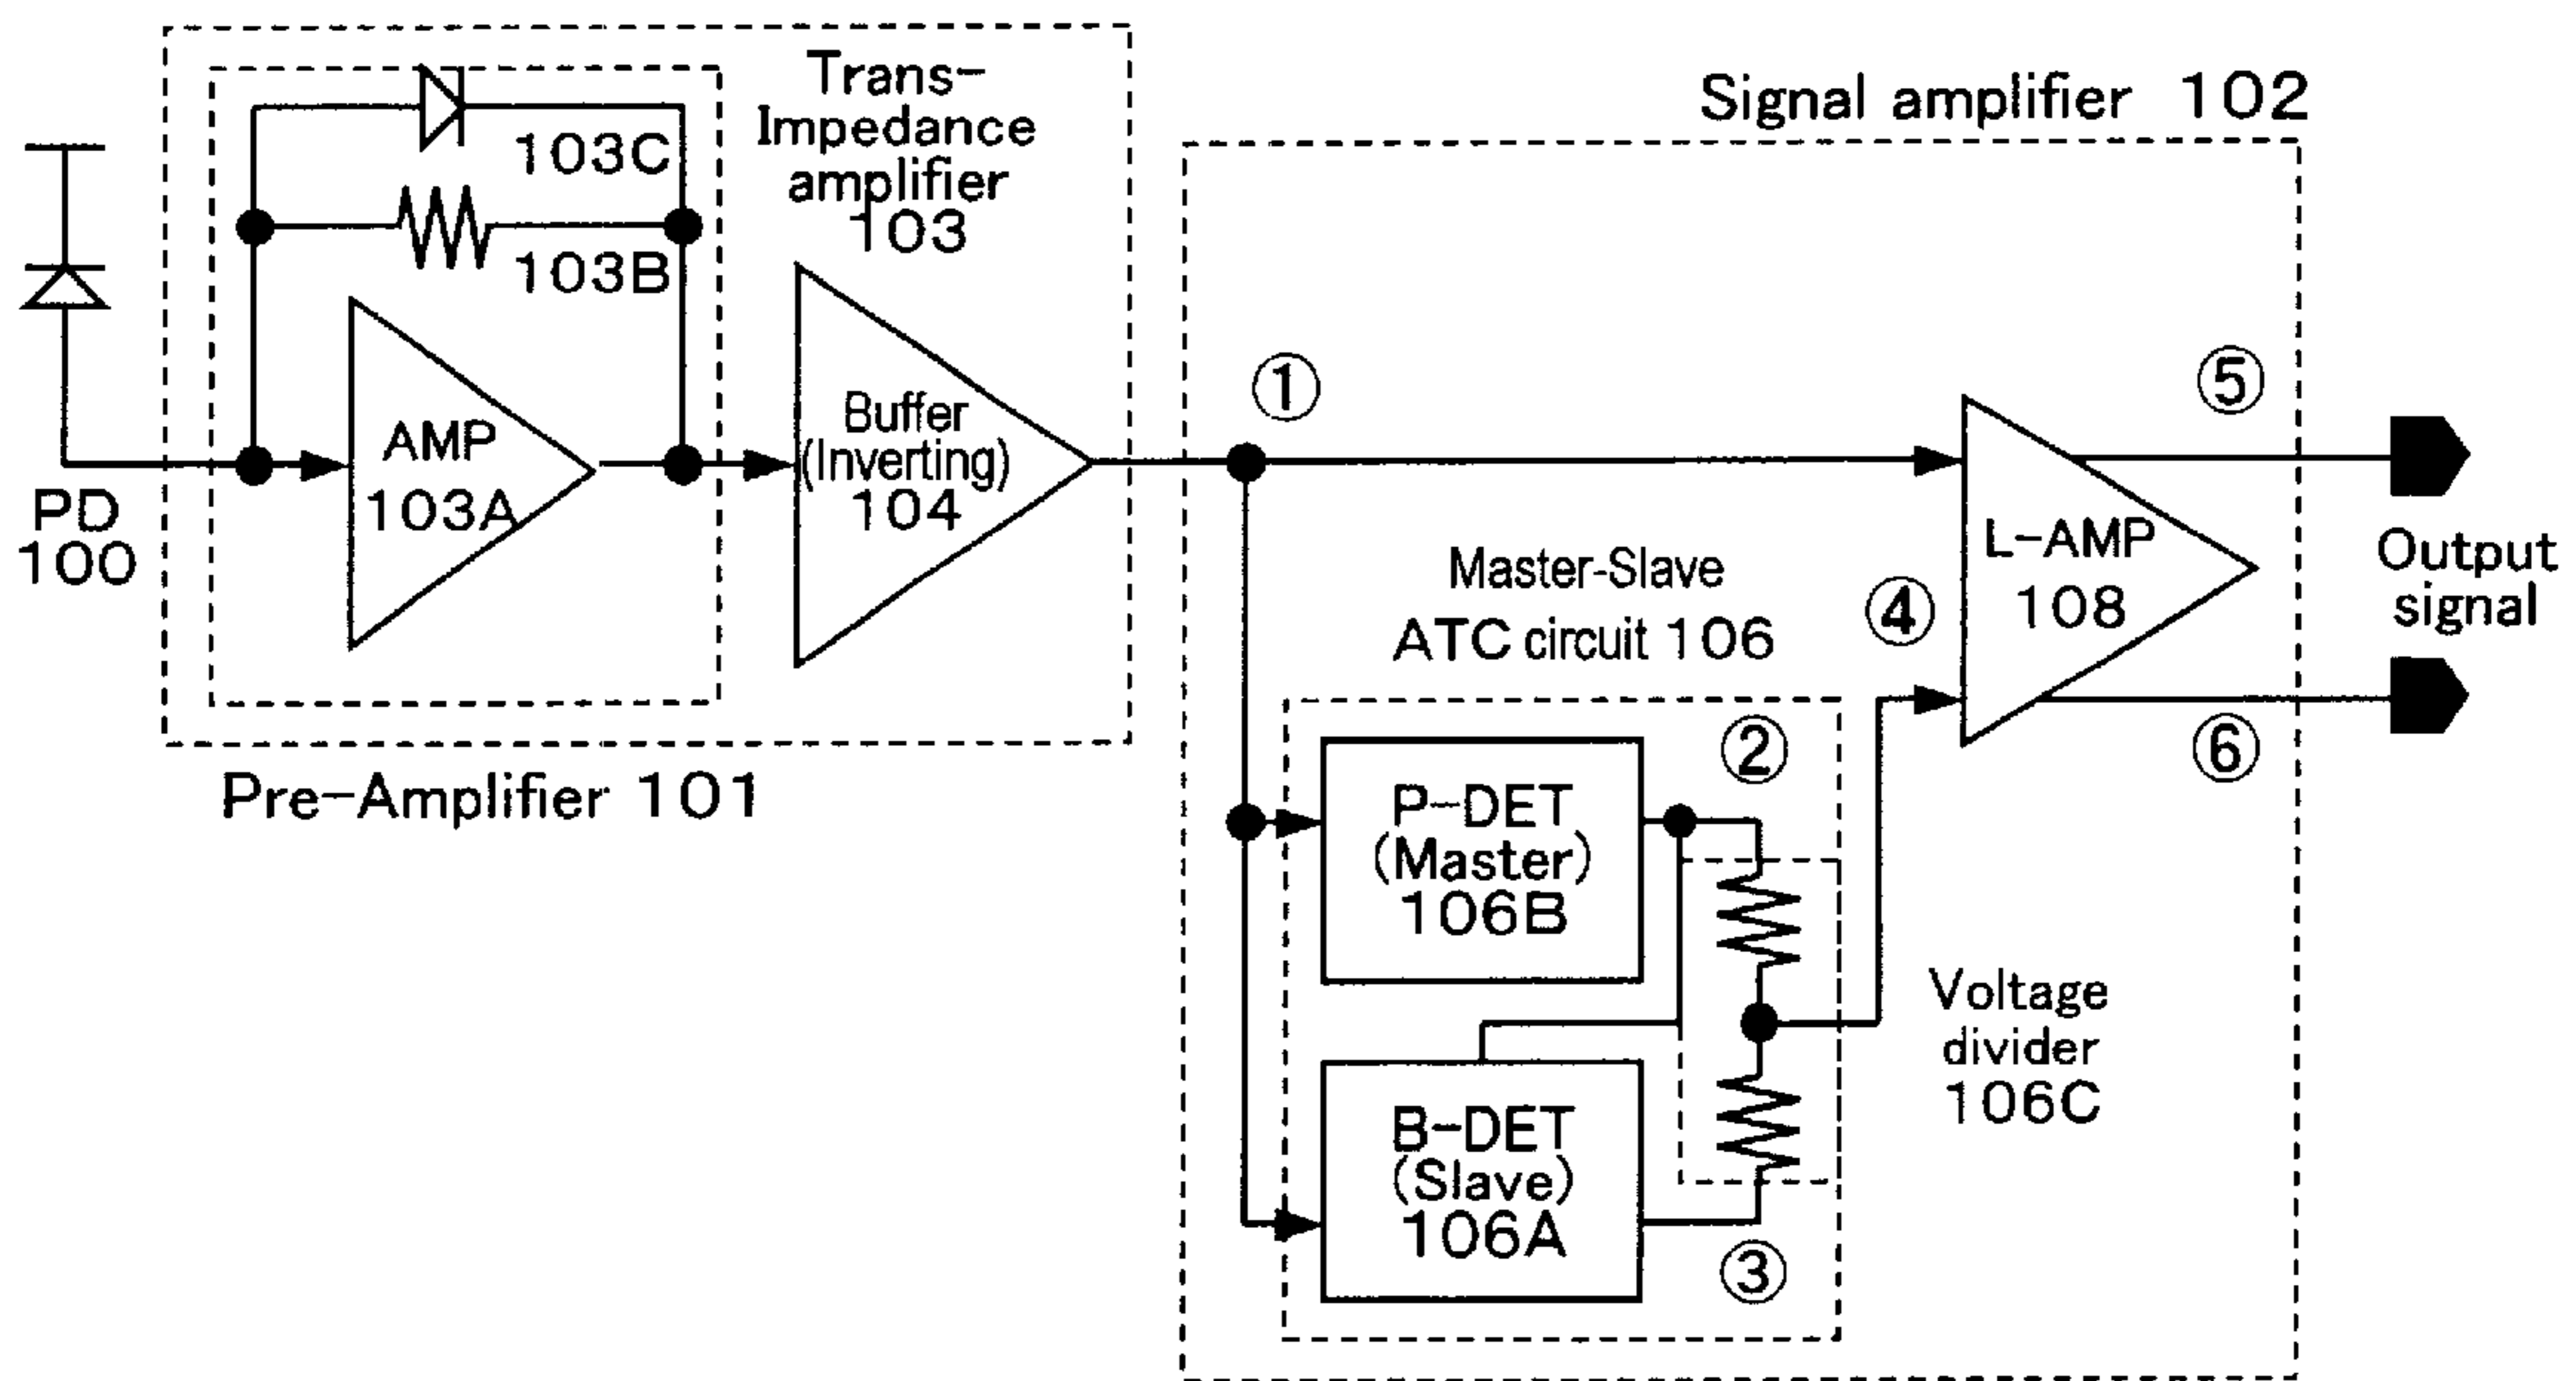 Trans-
Impedance
amplifier
103
103C
103B
AMP
103A
Buffer
(Inverting)
104
PD
100
Pre-Amplifier 101
Signal amplifier 102
①
⑤
L-AMP
108
④
Output
signal
⑥
Master-Slave
ATC circuit 106
②
P-DET
(Master)
106B
Voltage
divider
106C
B-DET
(Slave)
106A
③